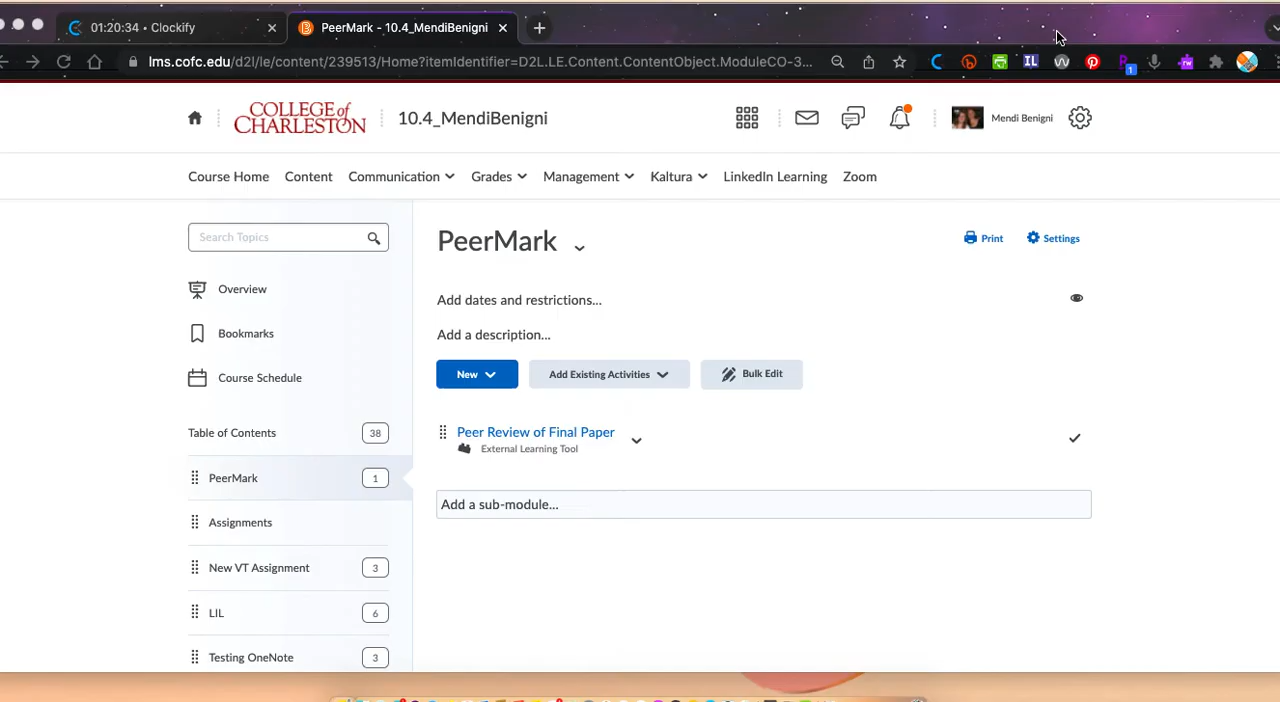 01:20:34 • Clockify
PeerMark - 10.4_MendiBenigni
lms.cofc.edu/d2l/le/content/239513/Home?itemIdentifier=D2L.LE.Content.ContentObject.ModuleCO-3...
COLLEGE of CHARLESTON
10.4_MendiBenigni
Mendi Benigni
Course Home Content Communication Grades Management Kaltura LinkedIn Learning Zoom
Search Topics
PeerMark
Print
Settings
Overview
Add dates and restrictions...
Bookmarks
Add a description...
New
Add Existing Activities
Bulk Edit
Course Schedule
Table of Contents 38
Peer Review of Final Paper
External Learning Tool
PeerMark 1
Add a sub-module...
Assignments
New VT Assignment 3
LIL 6
Testing OneNote 3